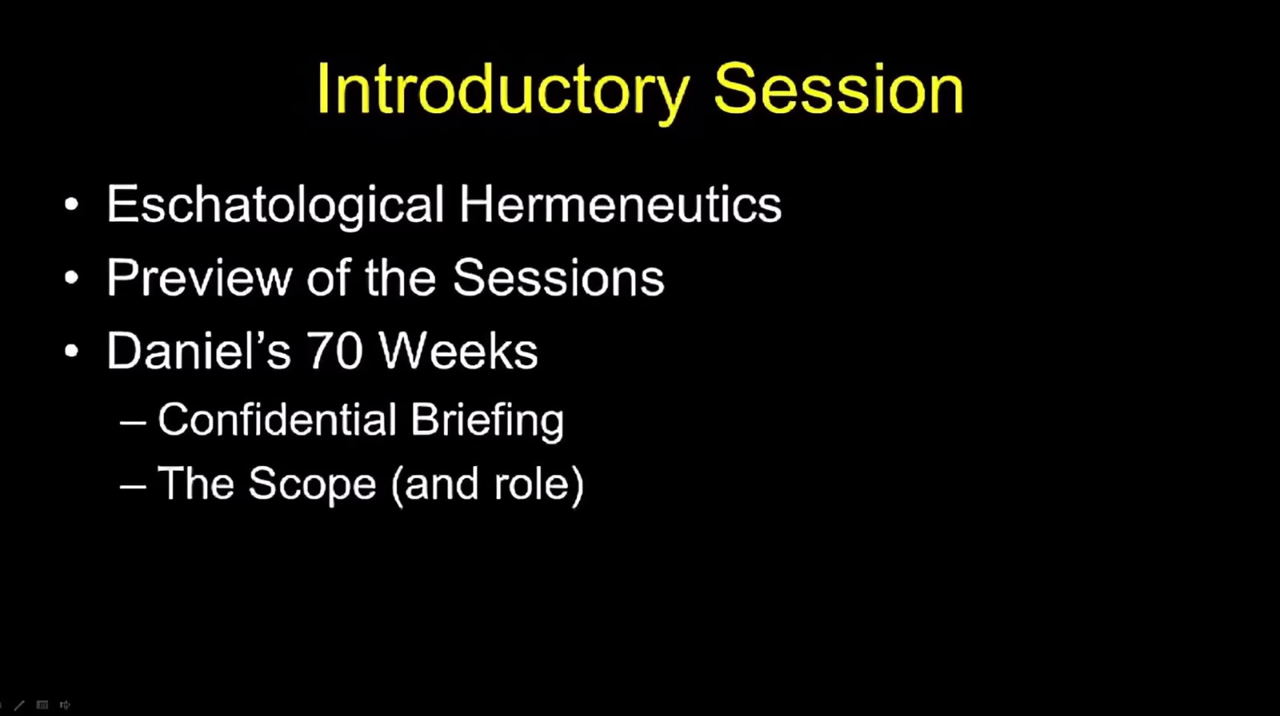 Introductory Session
• Eschatological Hermeneutics
• Preview of the Sessions
• Daniel’s 70 Weeks
– Confidential Briefing
– The Scope (and role)